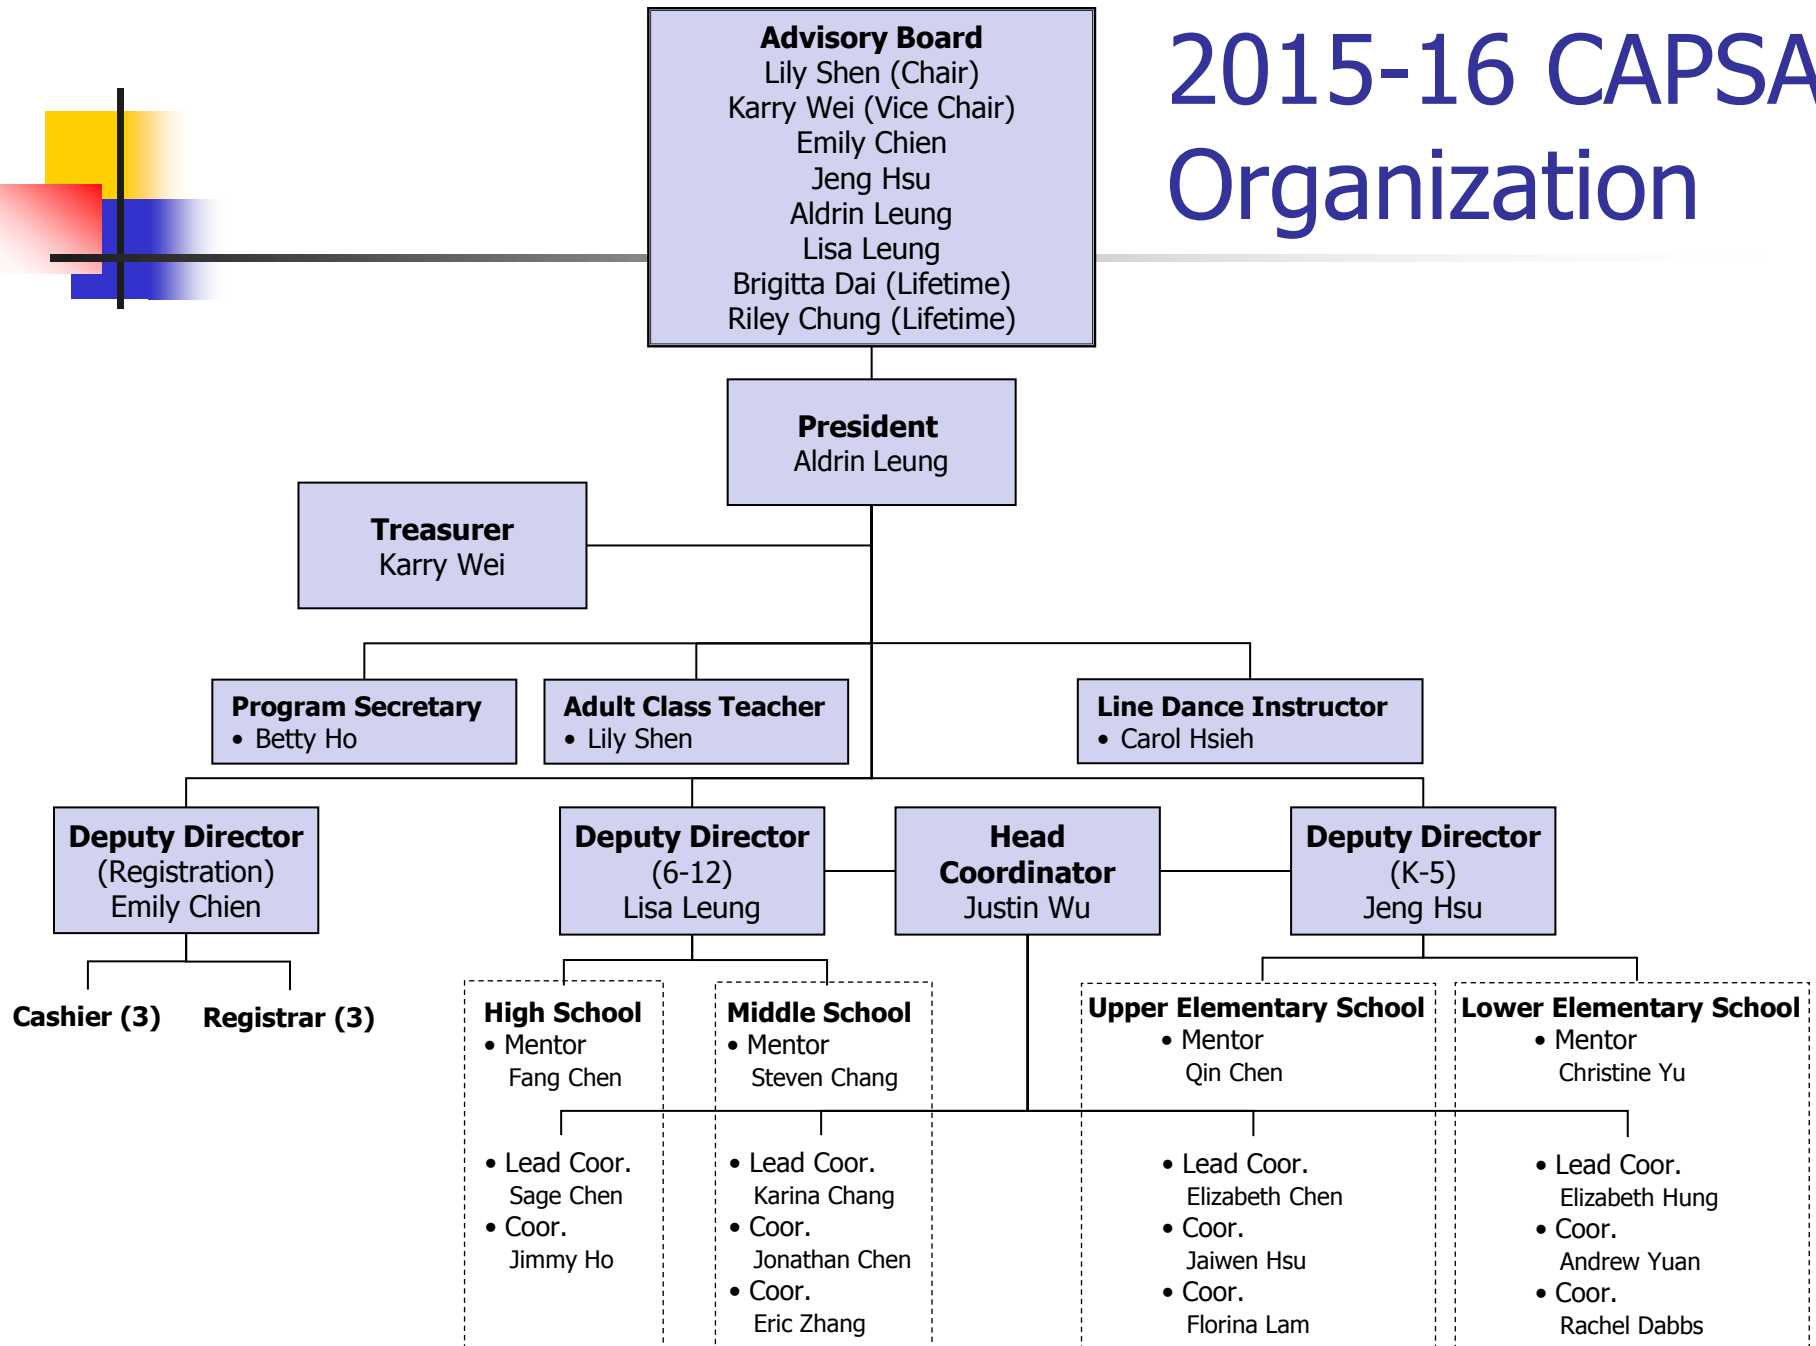 2015-16 CAPSA
Organization
Advisory Board
Lily Shen (Chair)
Karry Wei (Vice Chair)
Emily Chien
Jeng Hsu
Aldrin Leung
Lisa Leung
Brigitta Dai (Lifetime)
Riley Chung (Lifetime)
President
Aldrin Leung
Treasurer
Karry Wei
Program Secretary
• Betty Ho
Adult Class Teacher
• Lily Shen
Line Dance Instructor
• Carol Hsieh
Deputy Director
(Registration)
Emily Chien
Deputy Director
(6-12)
Lisa Leung
Head
Coordinator
Justin Wu
Deputy Director
(K-5)
Jeng Hsu
Cashier (3)
Registrar (3)
High School
• Mentor
Fang Chen
• Lead Coor.
Sage Chen
• Coor.
Jimmy Ho
Middle School
• Mentor
Steven Chang
• Lead Coor.
Karina Chang
• Coor.
Jonathan Chen
• Coor.
Eric Zhang
Upper Elementary School
• Mentor
Qin Chen
• Lead Coor.
Elizabeth Chen
• Coor.
Jaiwen Hsu
• Coor.
Florina Lam
Lower Elementary School
• Mentor
Christine Yu
• Lead Coor.
Elizabeth Hung
• Coor.
Andrew Yuan
• Coor.
Rachel Dabbs